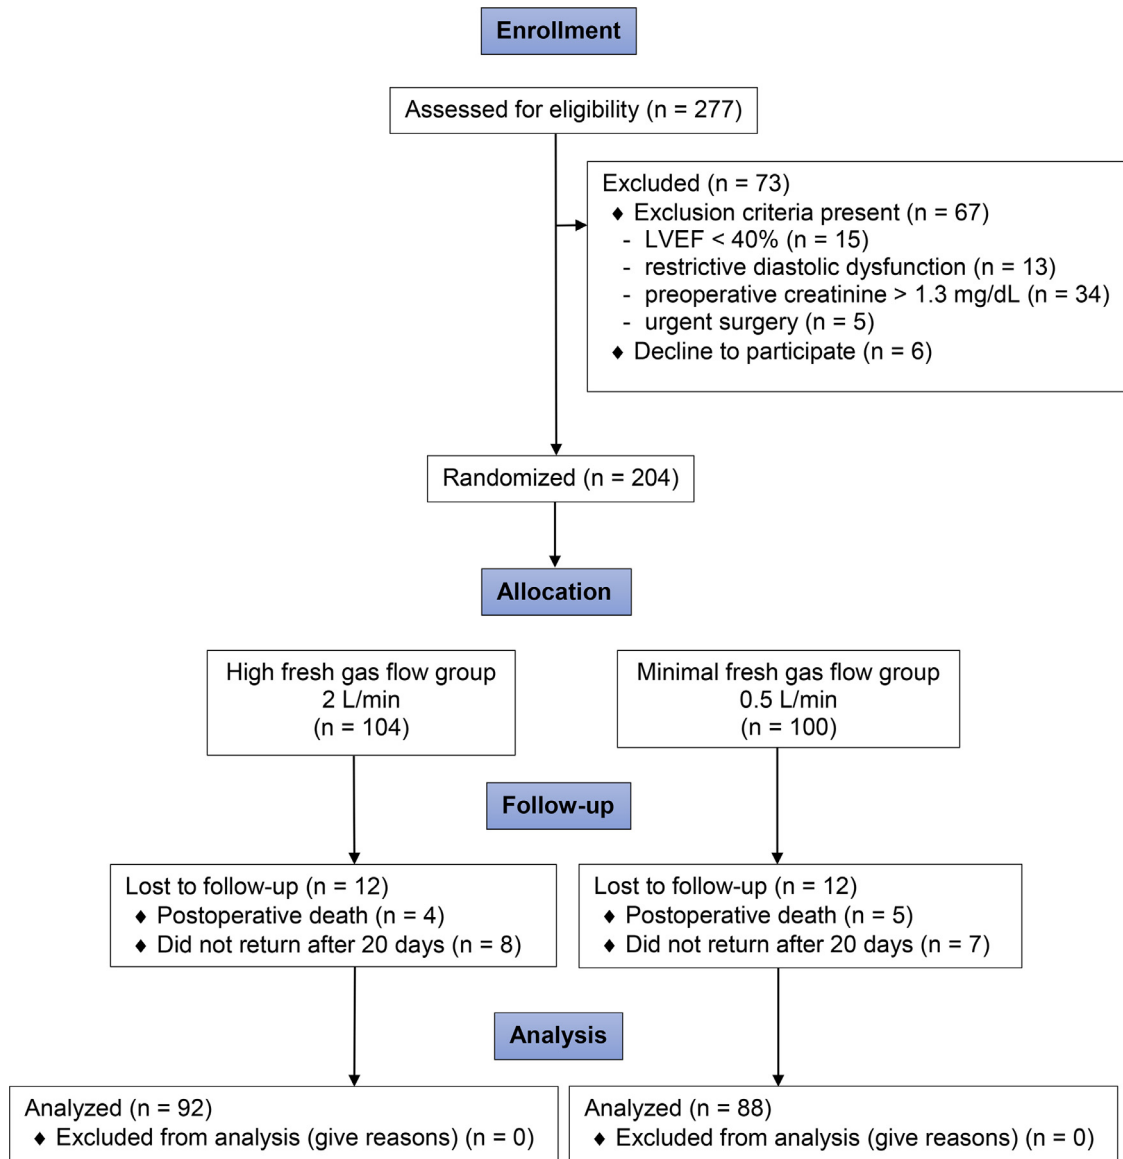 Enrollment
Assessed for eligibility (n = 277)
Excluded (n = 73)
♦ Exclusion criteria present (n = 67)
- LVEF < 40% (n = 15)
- restrictive diastolic dysfunction (n = 13)
- preoperative creatinine > 1.3 mg/dL (n = 34)
- urgent surgery (n = 5)
♦ Decline to participate (n = 6)
Randomized (n = 204)
Allocation
High fresh gas flow group
2 L/min
(n = 104)
Minimal fresh gas flow group
0.5 L/min
(n = 100)
Follow-up
Lost to follow-up (n = 12)
♦ Postoperative death (n = 4)
♦ Did not return after 20 days (n = 8)
Lost to follow-up (n = 12)
♦ Postoperative death (n = 5)
♦ Did not return after 20 days (n = 7)
Analysis
Analyzed (n = 92)
♦ Excluded from analysis (give reasons) (n = 0)
Analyzed (n = 88)
♦ Excluded from analysis (give reasons) (n = 0)